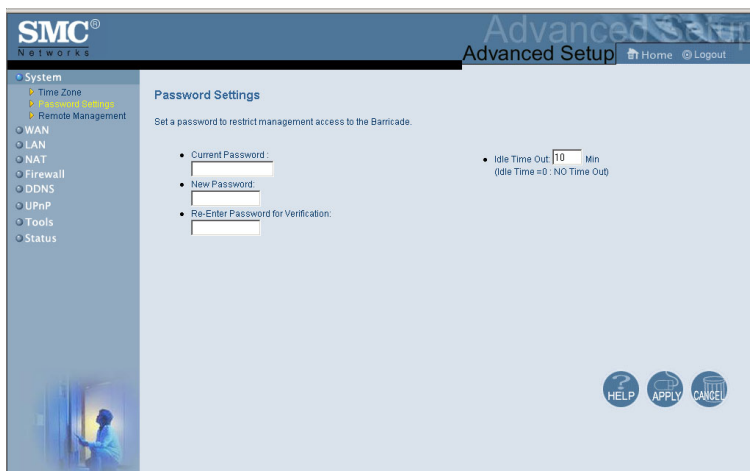 SMC®
Networks
Advanced Setup
Advanced Setup
Home
Logout
System
Time Zone
Password Settings
Remote Management
WAN
LAN
NAT
Firewall
DDNS
UPnP
Tools
Status
Password Settings
Set a password to restrict management access to the Barricade.
Current Password :
New Password:
Re-Enter Password for Verification:
Idle Time Out: 10 Min
(Idle Time =0 : NO Time Out)
HELP
APPLY
CANCEL